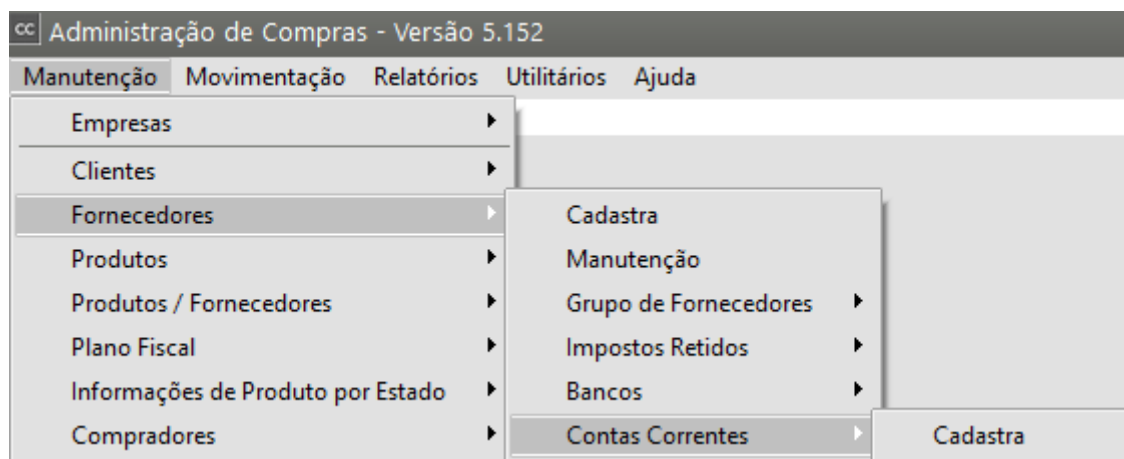 cc Administração de Compras - Versão 5.152
Manutenção Movimentação Relatórios Utilitários Ajuda
Empresas
Clientes
Fornecedores
Produtos
Produtos / Fornecedores
Plano Fiscal
Informações de Produto por Estado
Compradores
Cadastra
Manutenção
Grupo de Fornecedores
Impostos Retidos
Bancos
Contas Correntes
Cadastra